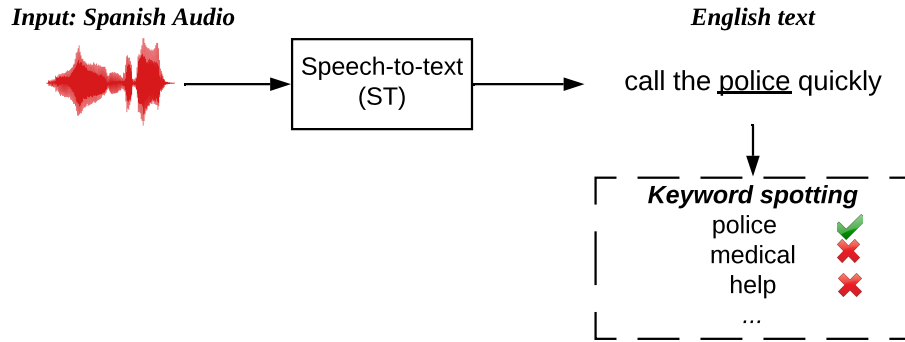 Input: Spanish Audio
English text
Speech-to-text
(ST)
call the police quickly
Keyword spotting
police
medical
help
...